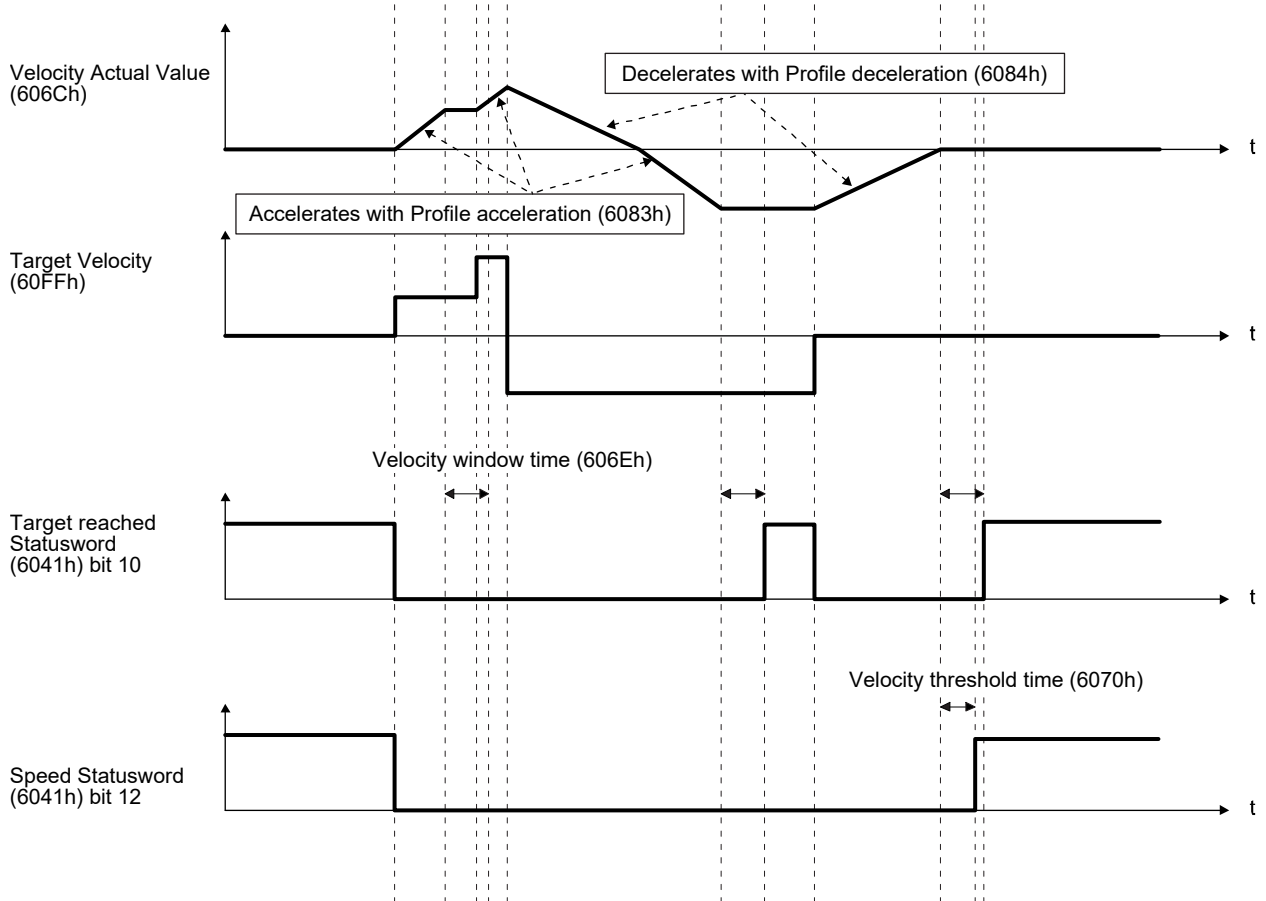 Velocity Actual Value
(606Ch)
Decelerates with Profile deceleration (6084h)
t
Accelerates with Profile acceleration (6083h)
Target Velocity
(60FFh)
t
Velocity window time (606Eh)
Target reached
Statusword
(6041h) bit 10
t
Velocity threshold time (6070h)
Speed Statusword
(6041h) bit 12
t